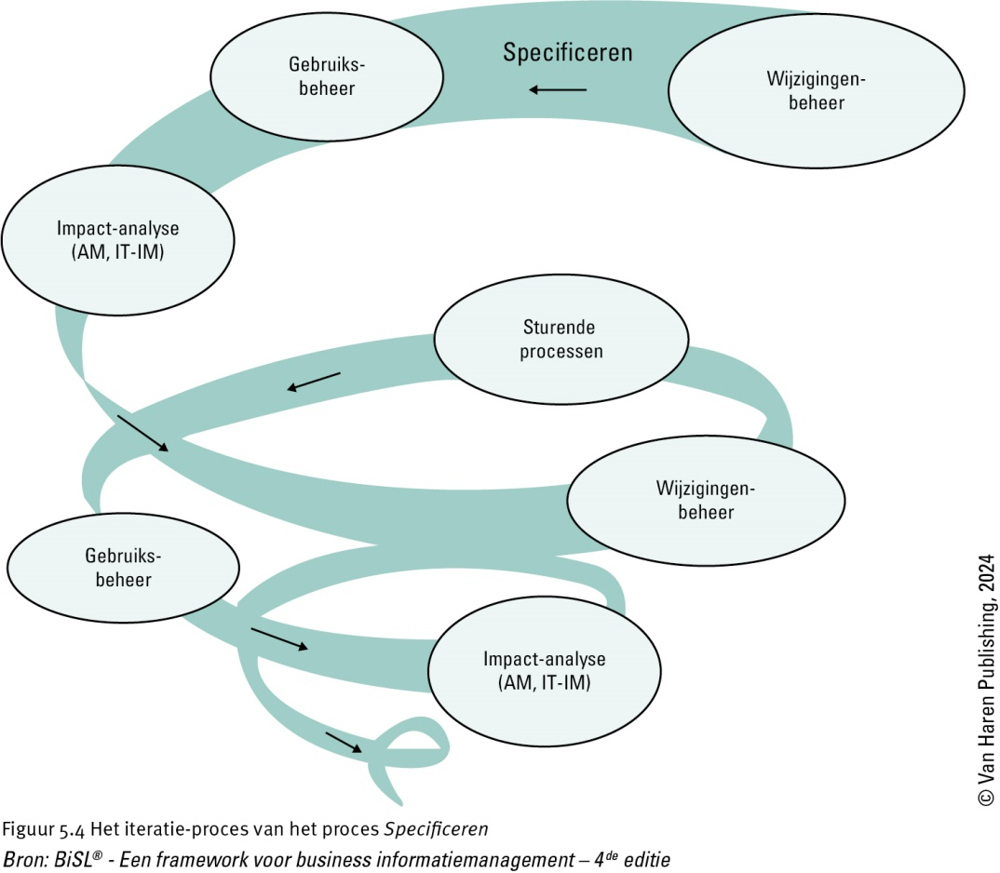 Specificeren
Gebruiks-
beheer
Wijzigingen-
beheer
Impact-analyse
(AM, IT-IM)
Sturende
processen
Wijzigingen-
beheer
Gebruiks-
beheer
Impact-analyse
(AM, IT-IM)
© Van Haren Publishing, 2024
Figuur 5.4 Het iteratie-proces van het proces Specificeren
Bron: BiSL® - Een framework voor business informatiemanagement – 4de editie